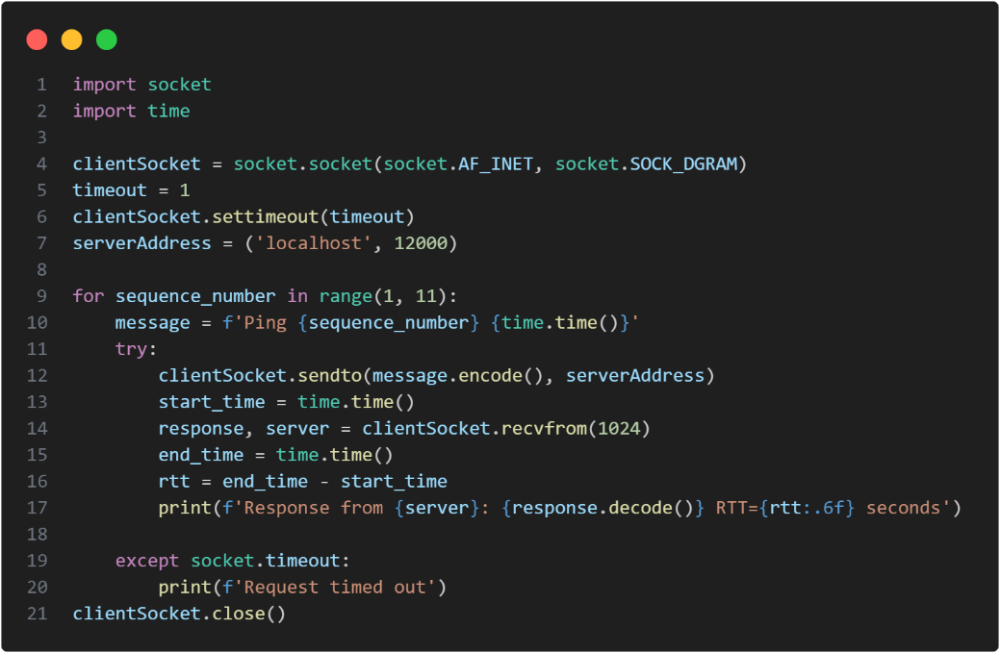 1 import socket
2 import time
3
4 clientSocket = socket.socket(socket.AF_INET, socket.SOCK_DGRAM)
5 timeout = 1
6 clientSocket.settimeout(timeout)
7 serverAddress = ('localhost', 12000)
8
9 for sequence_number in range(1, 11):
10     message = f'Ping {sequence_number} {time.time()}'
11     try:
12         clientSocket.sendto(message.encode(), serverAddress)
13         start_time = time.time()
14         response, server = clientSocket.recvfrom(1024)
15         end_time = time.time()
16         rtt = end_time - start_time
17         print(f'Response from {server}: {response.decode()} RTT={rtt:.6f} seconds')
18
19     except socket.timeout:
20         print(f'Request timed out')
21 clientSocket.close()